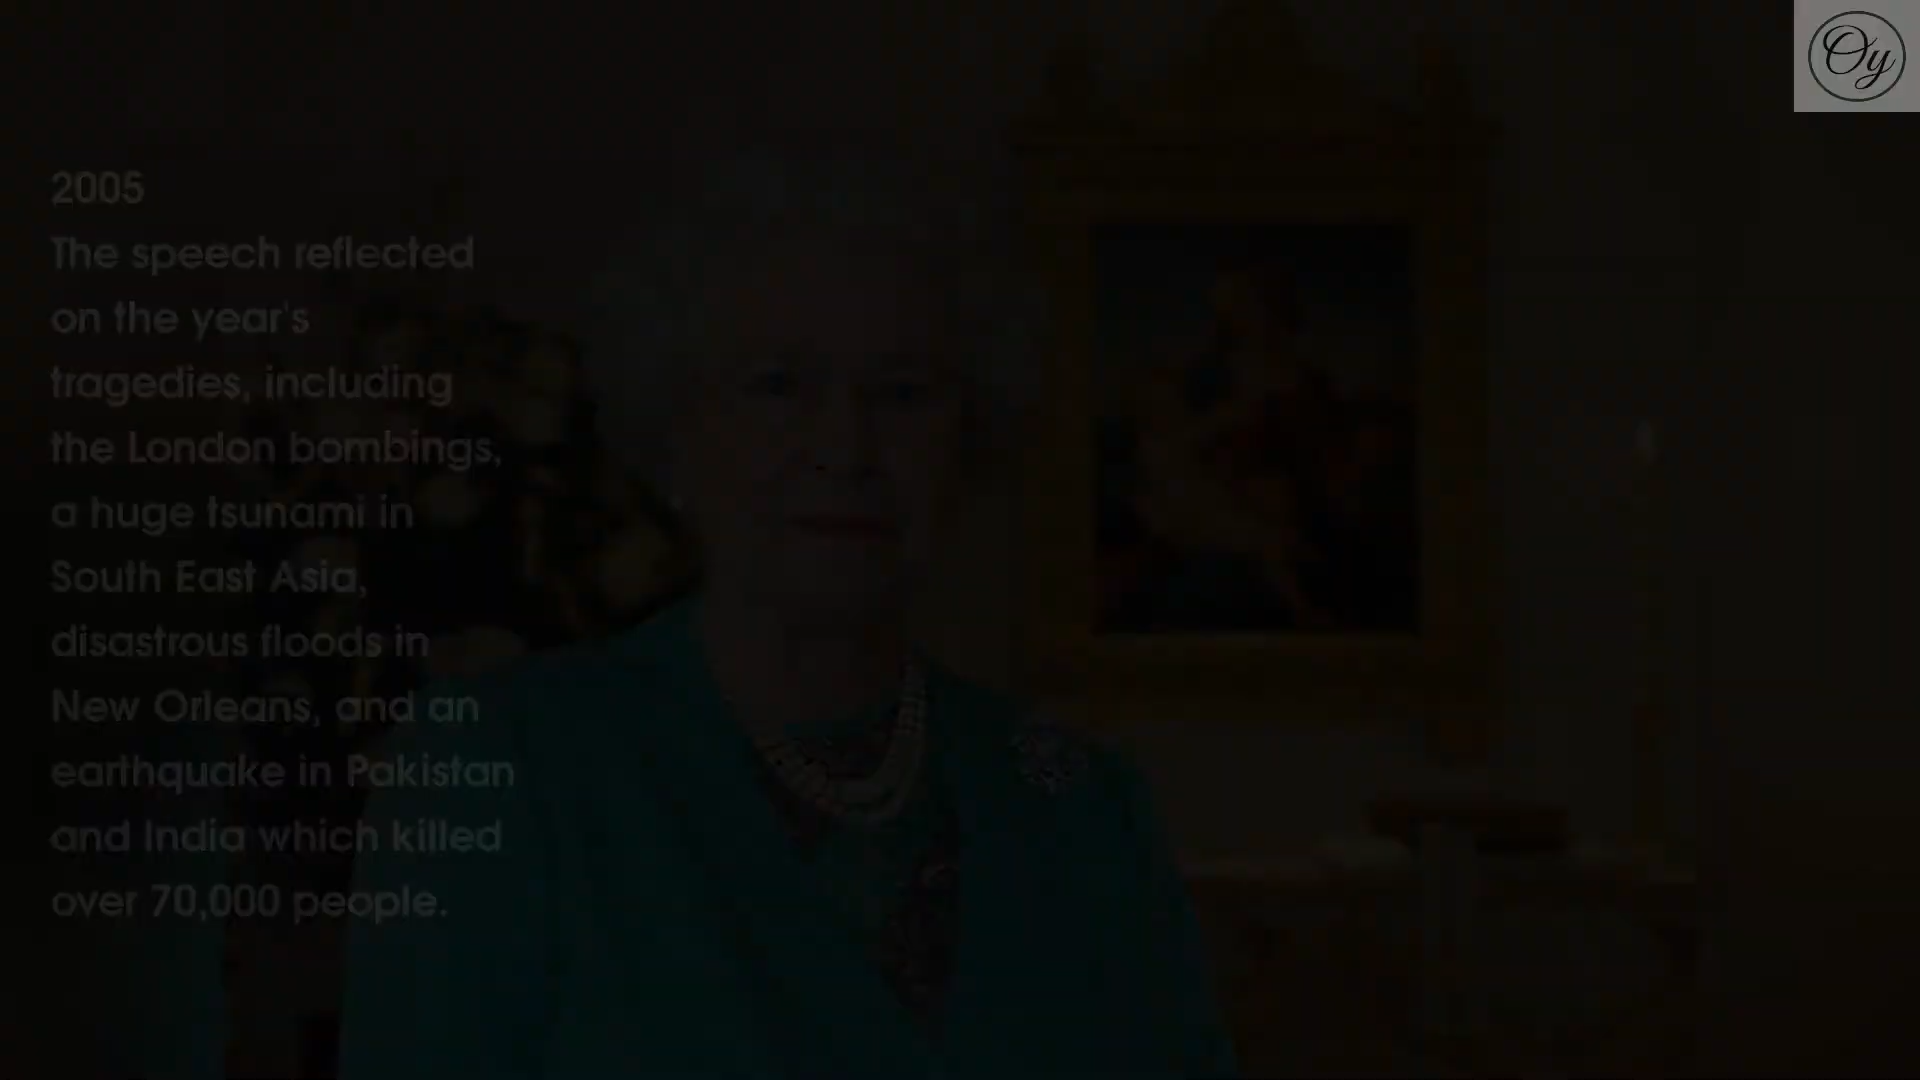 Oy
2005
The speech reflected
on the year's
tragedies, including
the London bombings,
a huge tsunami in
South East Asia,
disastrous floods in
New Orleans, and an
earthquake in Pakistan
and India which killed
over 70,000 people.